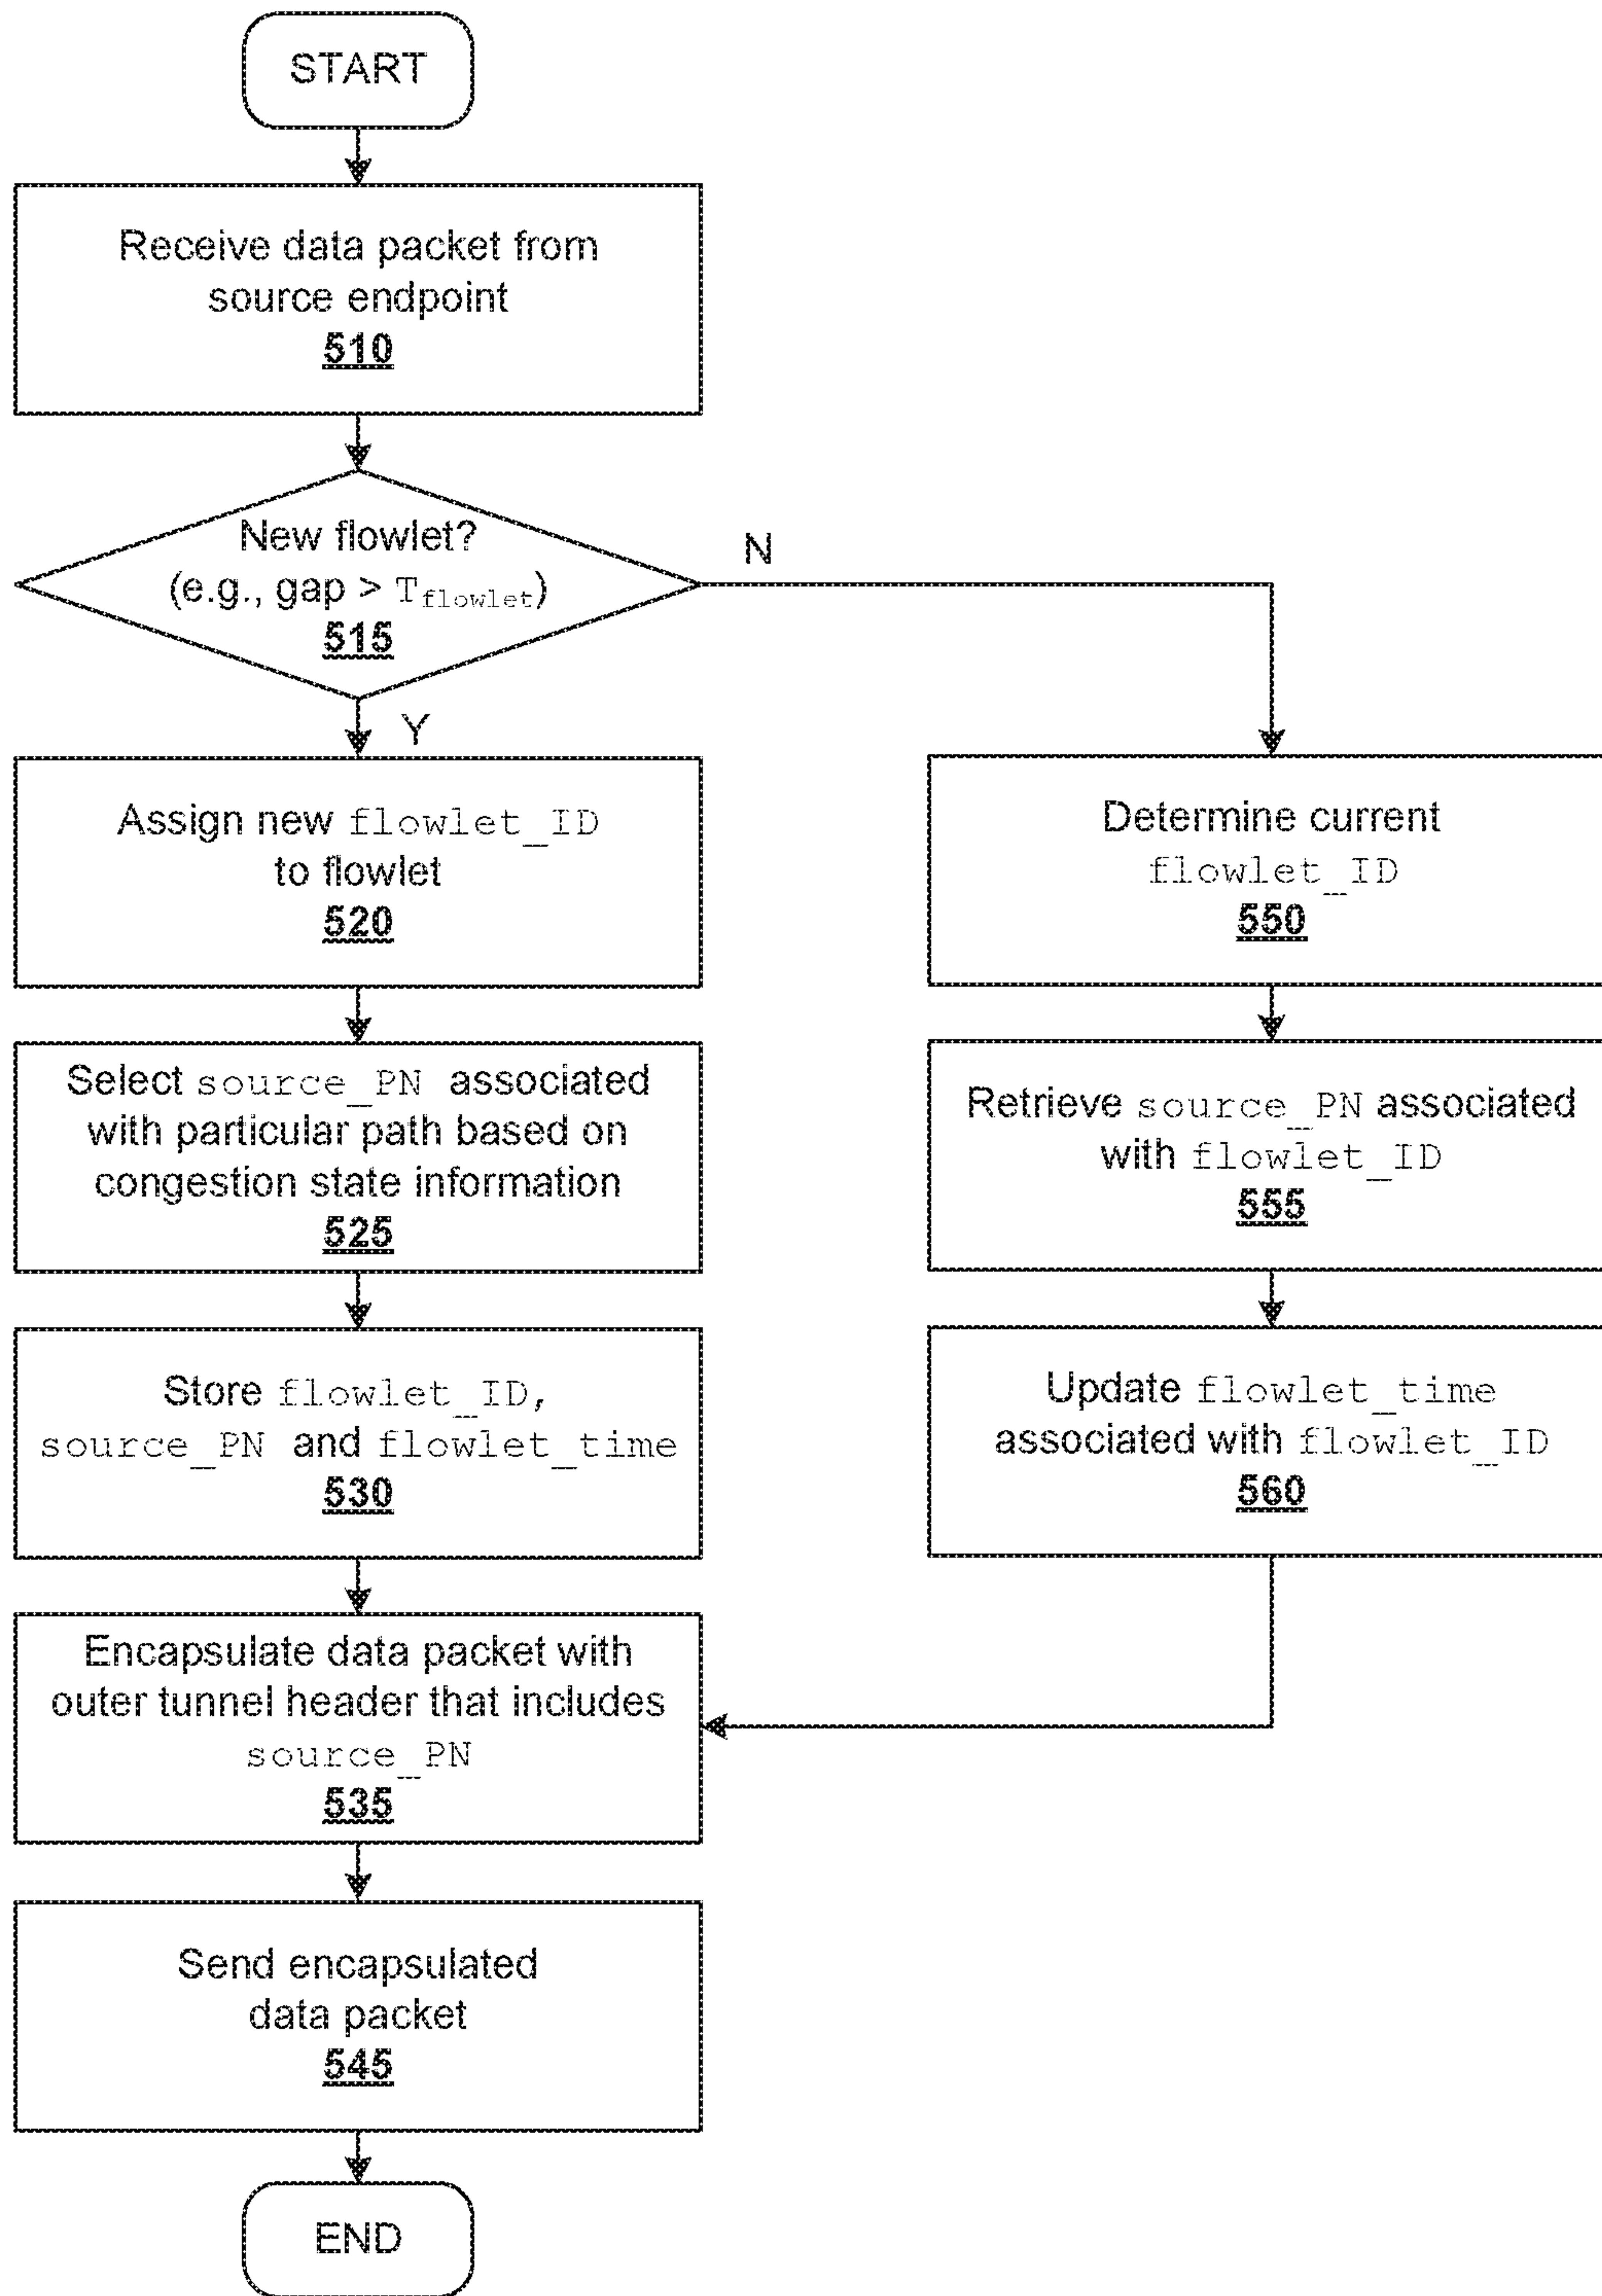 START
Receive data packet from
source endpoint
510
New flowlet?
(e.g., gap > Tflowlet)
515
N
Y
Assign new flowlet_ID
to flowlet
520
Select source_PN associated
with particular path based on
congestion state information
525
Store flowlet_ID,
source_PN and flowlet_time
530
Determine current
flowlet_ID
550
Retrieve source_PN associated
with flowlet_ID
555
Update flowlet_time
associated with flowlet_ID
560
Encapsulate data packet with
outer tunnel header that includes
source_PN
535
Send encapsulated
data packet
545
END